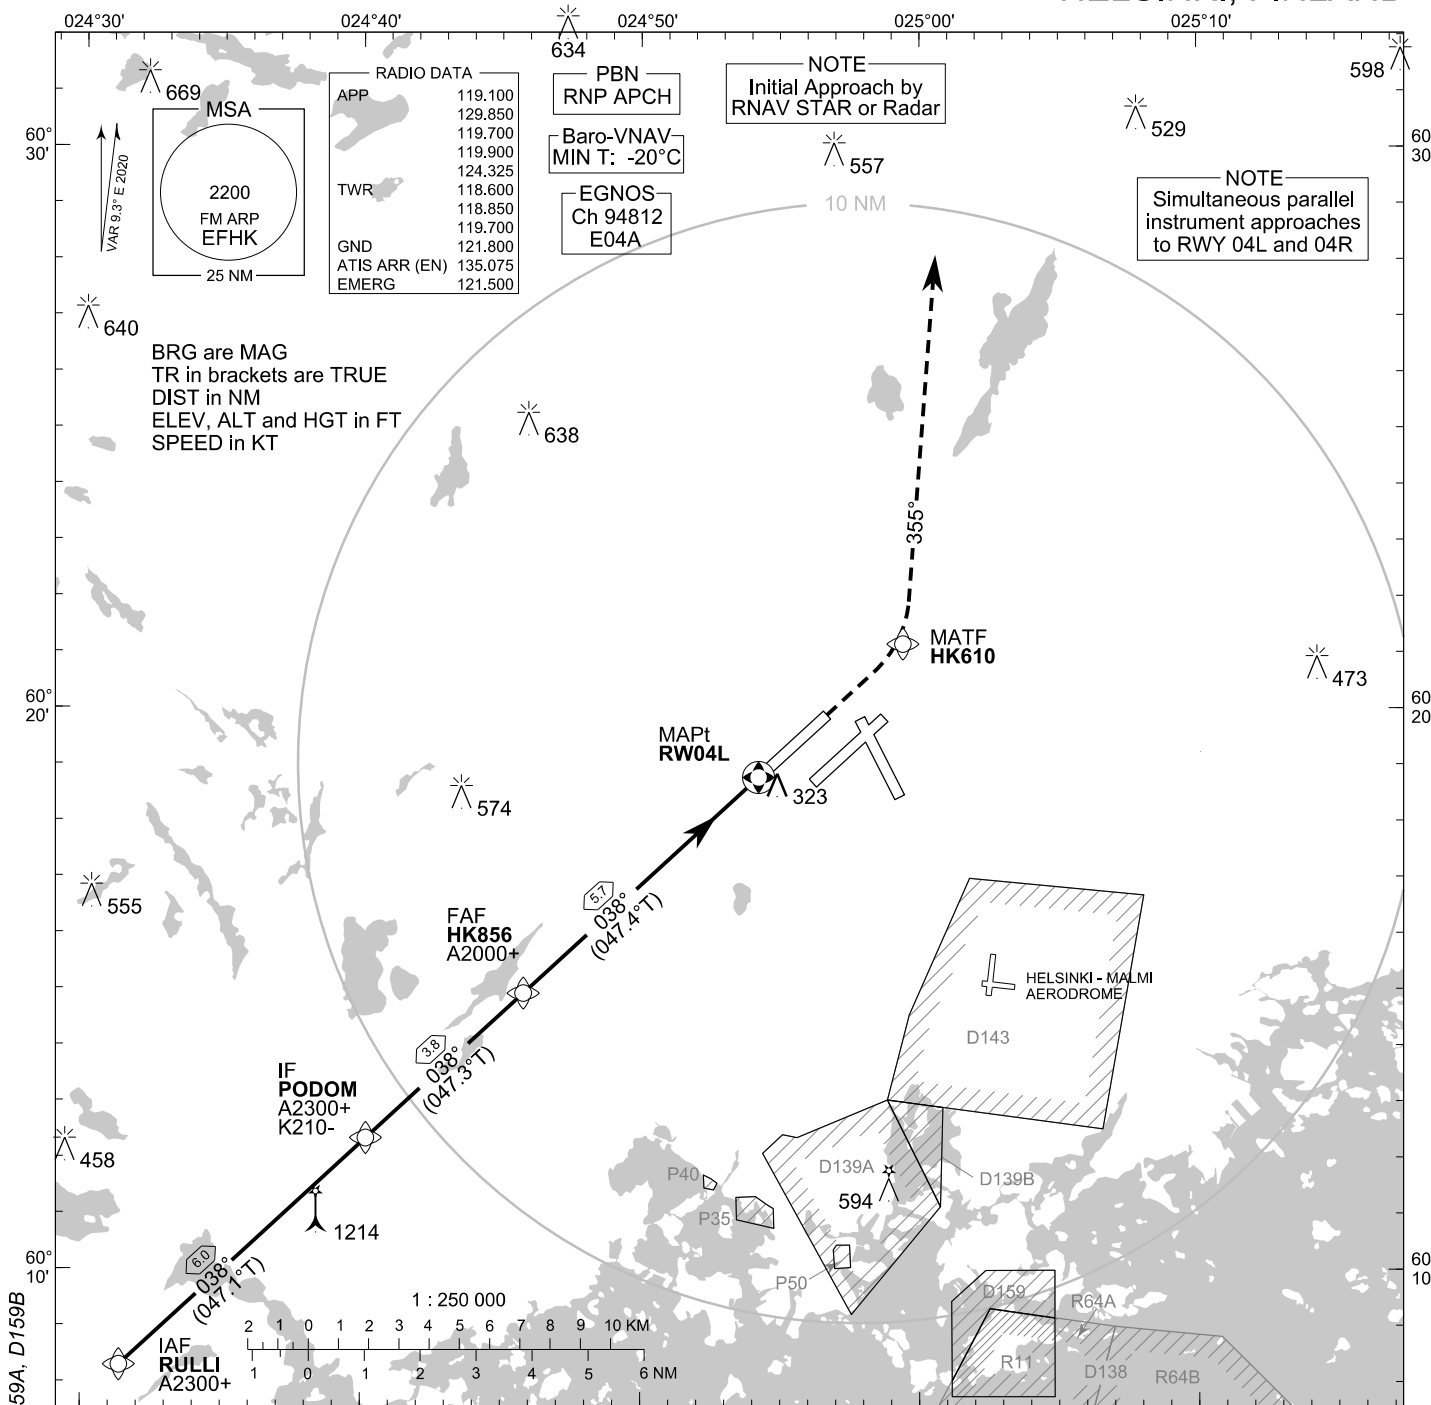 024°30'
024°40'
024°50'
025°00'
025°10'
634
598
669
529
557
640
638
MSA
2200
FM ARP
EFHK
25 NM
VAR 9.3° E 2020
RADIO DATA
APP 119.100
129.850
119.700
119.900
124.325
TWR 118.600
118.850
119.700
GND 121.800
ATIS ARR (EN) 135.075
EMERG 121.500
PBN
RNP APCH
Baro-VNAV
MIN T: -20°C
EGNOS
Ch 94812
E04A
NOTE
Initial Approach by
RNAV STAR or Radar
NOTE
Simultaneous parallel
instrument approaches
to RWY 04L and 04R
60°
30'
60
30
10 NM
BRG are MAG
TR in brackets are TRUE
DIST in NM
ELEV, ALT and HGT in FT
SPEED in KT
355°
MATF
HK610
473
60°
20'
60
20
MAPt
RW04L
323
574
555
5.7
038°
(047.4°T)
FAF
HK856
A2000+
HELSINKI - MALMI
AERODROME
D143
3.8
038°
(047.3°T)
IF
PODOM
A2300+
K210-
458
1214
P40
P35
D139A
594
D139B
P50
60°
10'
60
10
6.0
038°
(047.1°T)
IAF
RULLI
A2300+
1 : 250 000
2 1 0 1 2 3 4 5 6 7 8 9 10 KM
1 0 1 2 3 4 5 6 NM
D159
R64A
R11
D138
R64B
59A, D159B